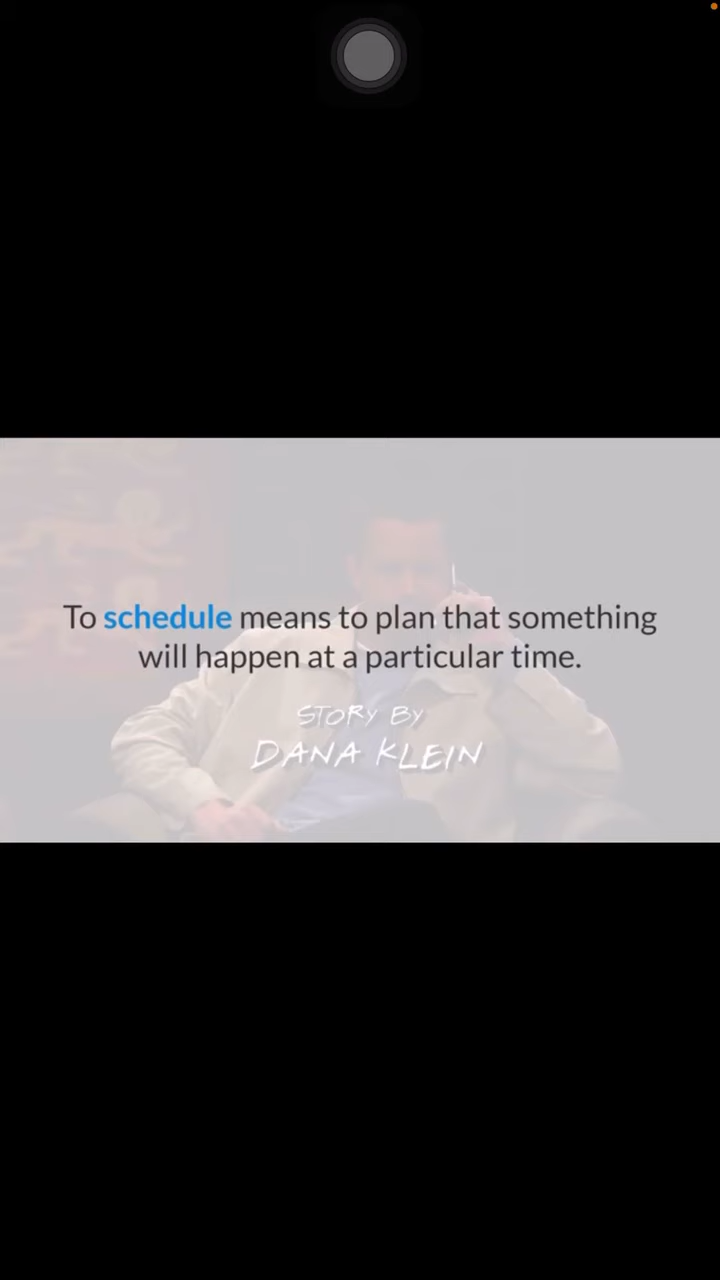 To schedule means to plan that something
will happen at a particular time.
STORY BY
DANA KLEIN